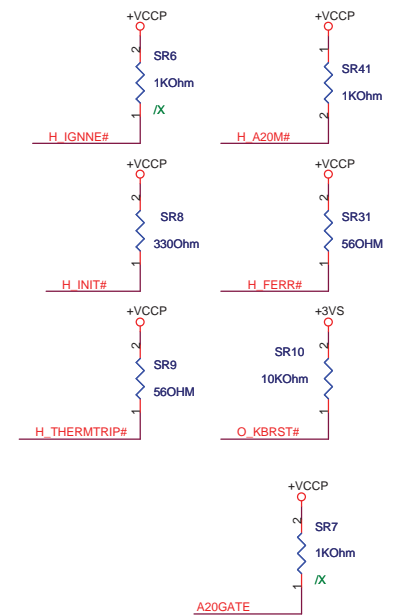 +VCCP
2
SR6
1KOhm
/X
1
H_IGNNE#
+VCCP
1
SR41
1KOhm
2
H_A20M#
+VCCP
2
SR8
330Ohm
1
H_INIT#
+VCCP
2
SR31
56OHM
1
H_FERR#
+VCCP
2
SR9
56OHM
1
H_THERMTRIP#
+3VS
2
SR10
10KOhm
1
O_KBRST#
+VCCP
2
SR7
1KOhm
/X
1
A20GATE